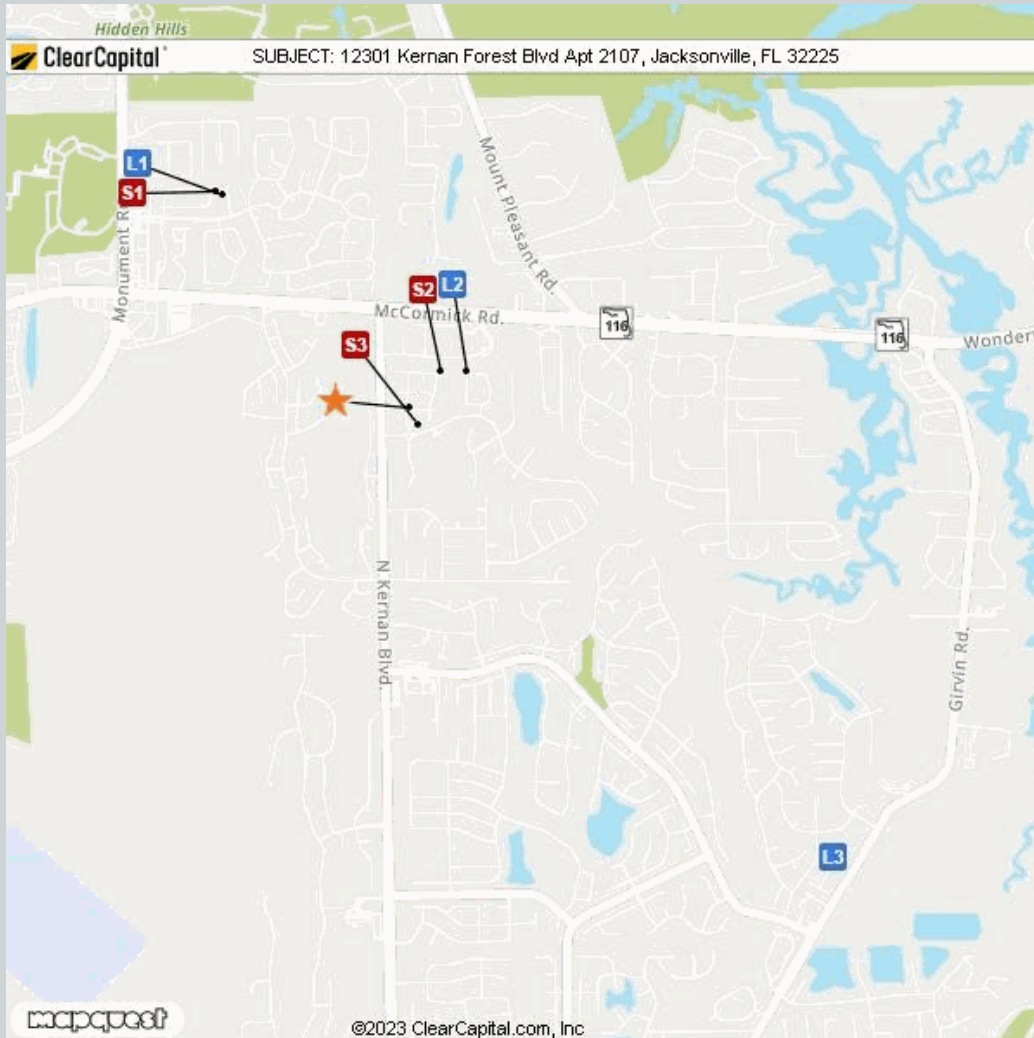 Hidden Hills
ClearCapital
SUBJECT: 12301 Kernan Forest Blvd Apt 2107, Jacksonville, FL 32225
L1
S1
Monument R
Mount Pleasant Rd.
S2
L2
McCormick Rd.
116
116
Wonder
S3
N Kernan Blvd.
Girvin Rd.
L3
mapquest
©2023 ClearCapital.com, Inc